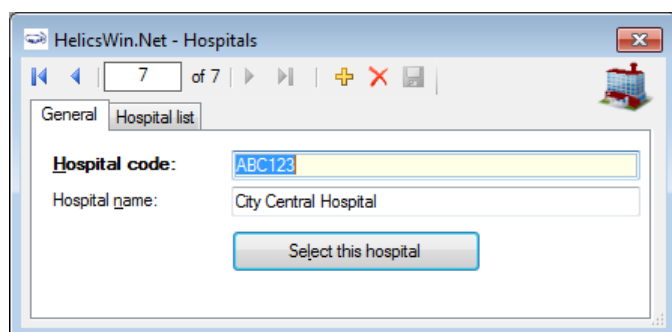 HelicsWin.Net - Hospitals
7 of 7
General Hospital list
Hospital code: ABC123
Hospital name: City Central Hospital
Select this hospital